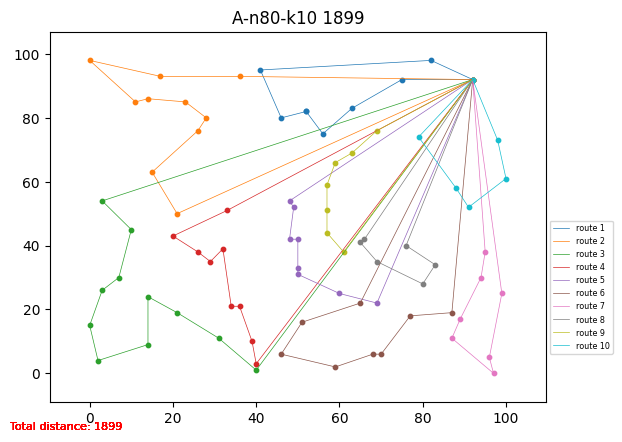 A-n80-k10 1899
100
80
60
40
20
0
0
20
40
60
80
100
route 1
route 2
route 3
route 4
route 5
route 6
route 7
route 8
route 9
route 10
Total distance: 1899